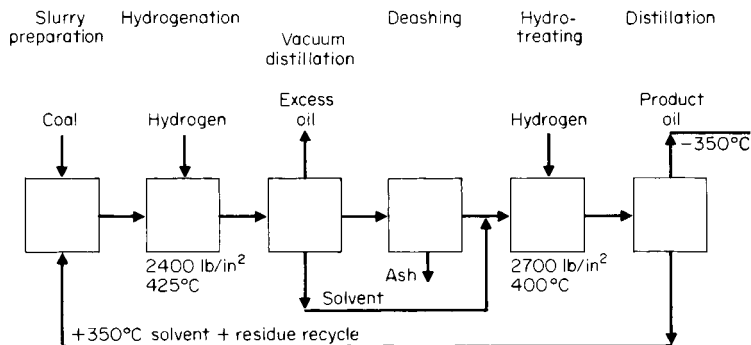 Slurry
preparation
Hydrogenation
Vacuum
distillation
Deashing
Hydro-
treating
Distillation
Coal
Hydrogen
Excess
oil
Hydrogen
Product
oil
-350°C
2400 lb/in²
425°C
Ash
Solvent
2700 lb/in²
400°C
+350°C solvent + residue recycle